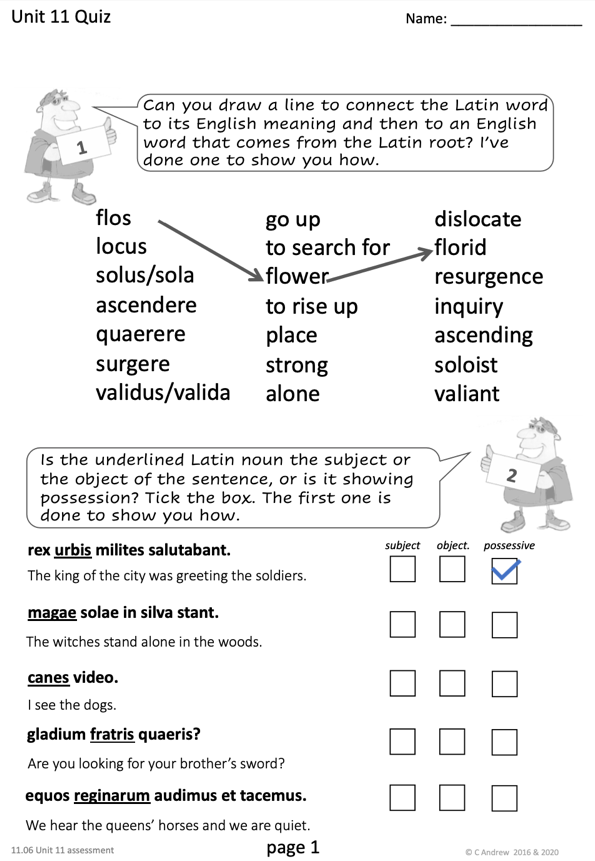 Unit 11 Quiz
Name: ___________________
1
Can you draw a line to connect the Latin word
to its English meaning and then to an English
word that comes from the Latin root? I've
done one to show you how.
flos go up dislocate
locus to search for florid
solus/sola flower resurgence
ascendere to rise up inquiry
quaerere place ascending
surgere strong soloist
validus/valida alone valiant
Is the underlined Latin noun the subject or
the object of the sentence, or is it showing
possession? Tick the box. The first one is
done to show you how.
2
subject object. possessive
rex urbis milites salutabant.
The king of the city was greeting the soldiers.
magae solae in silva stant.
The witches stand alone in the woods.
canes video.
I see the dogs.
gladium fratris quaeris?
Are you looking for your brother's sword?
equos reginarum audimus et tacemus.
We hear the queens' horses and we are quiet.
11.06 Unit 11 assessment page 1 © C Andrew 2016 & 2020